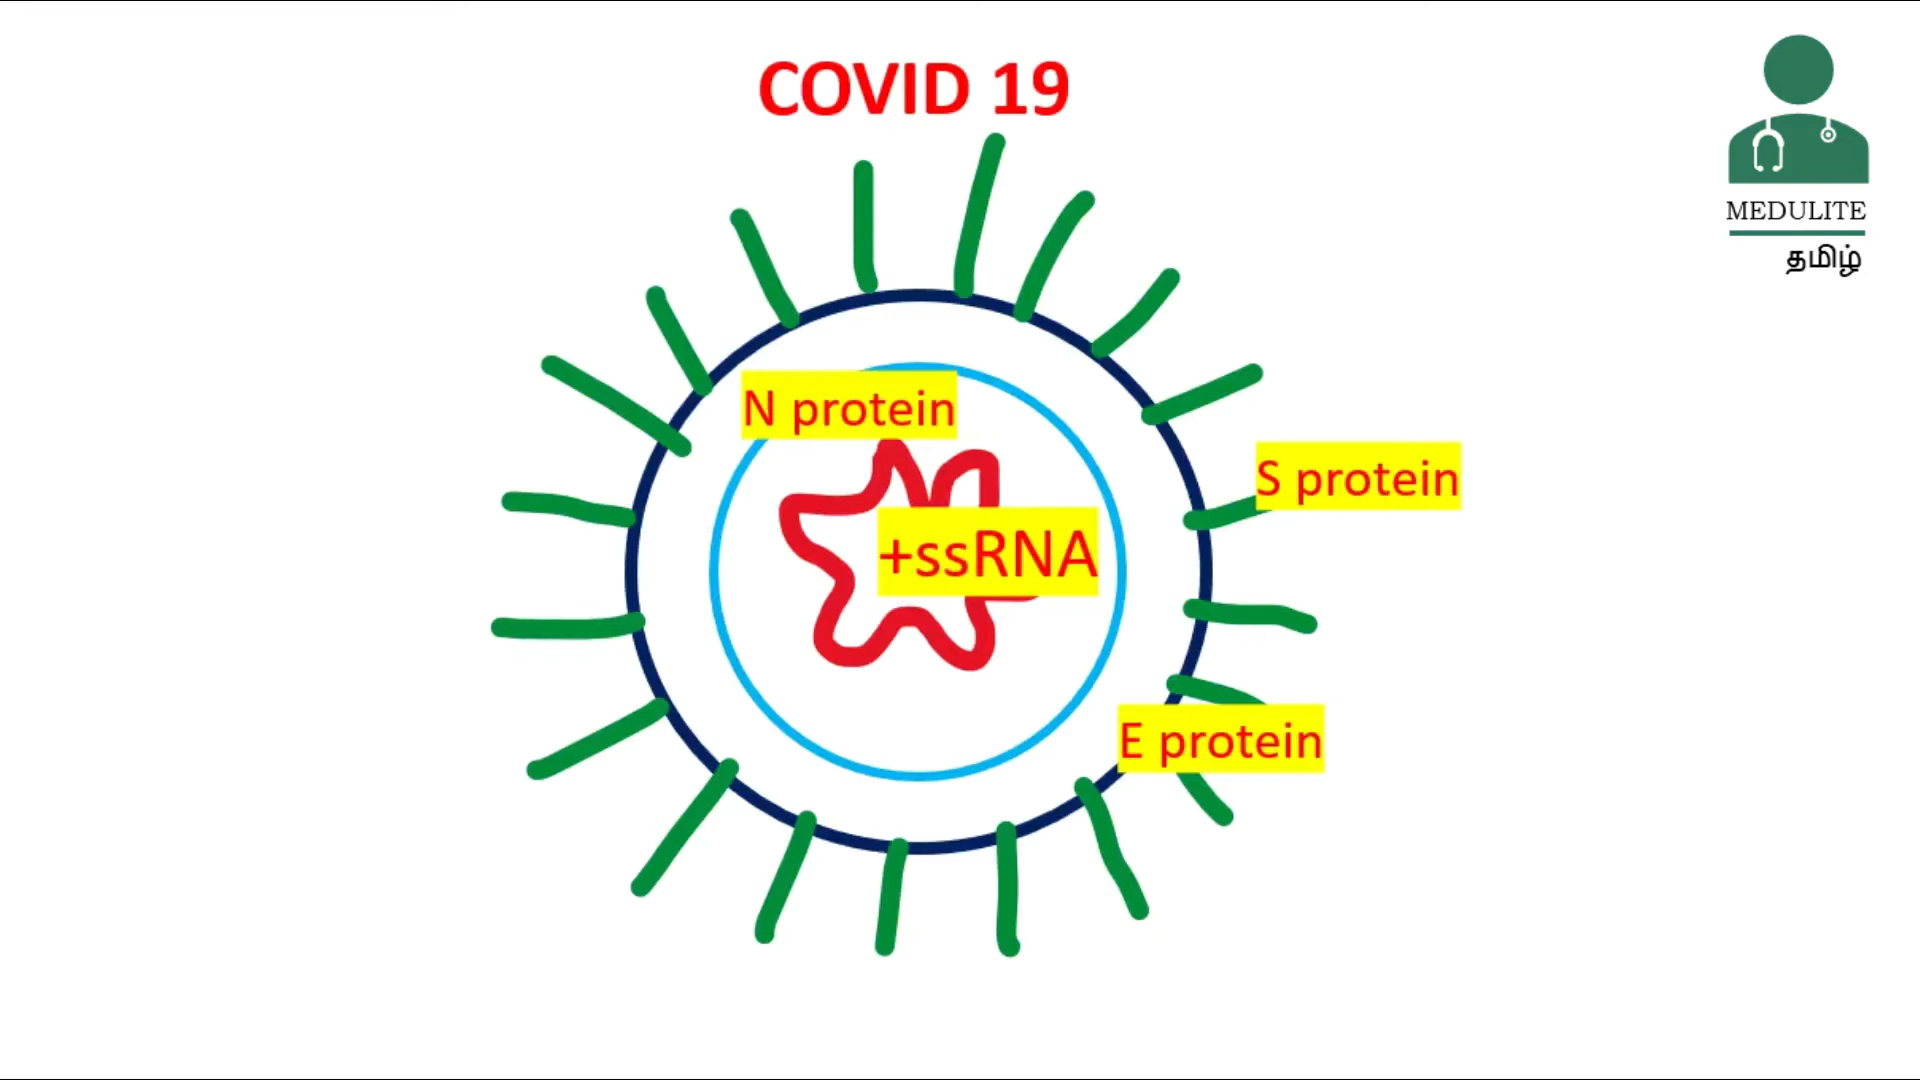 COVID 19
MEDULITE
தமிழ்
N protein
S protein
+ssRNA
E protein